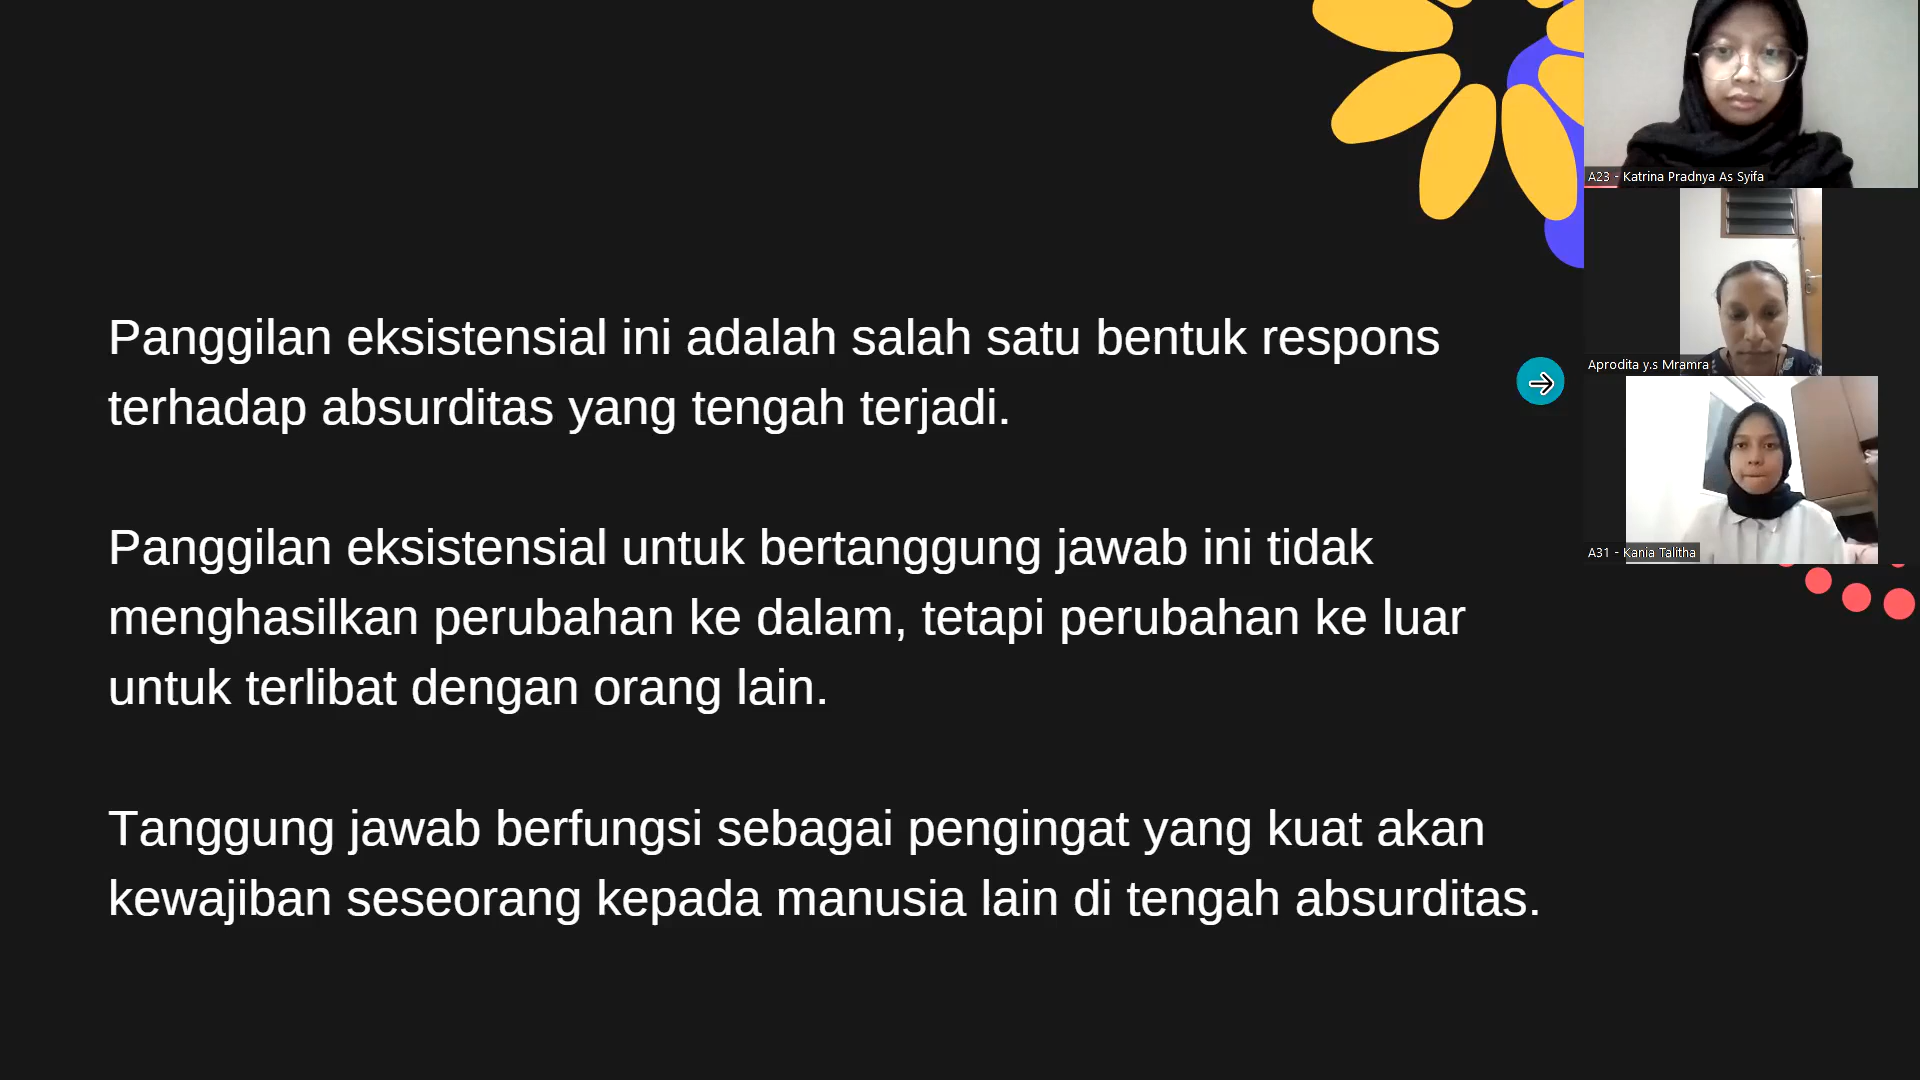 Panggilan eksistensial ini adalah salah satu bentuk respons
terhadap absurditas yang tengah terjadi.
Panggilan eksistensial untuk bertanggung jawab ini tidak
menghasilkan perubahan ke dalam, tetapi perubahan ke luar
untuk terlibat dengan orang lain.
Tanggung jawab berfungsi sebagai pengingat yang kuat akan
kewajiban seseorang kepada manusia lain di tengah absurditas.
A23 - Katrina Pradnya As Syifa
Aprodita y.s Mramra
A31 - Kania Talitha